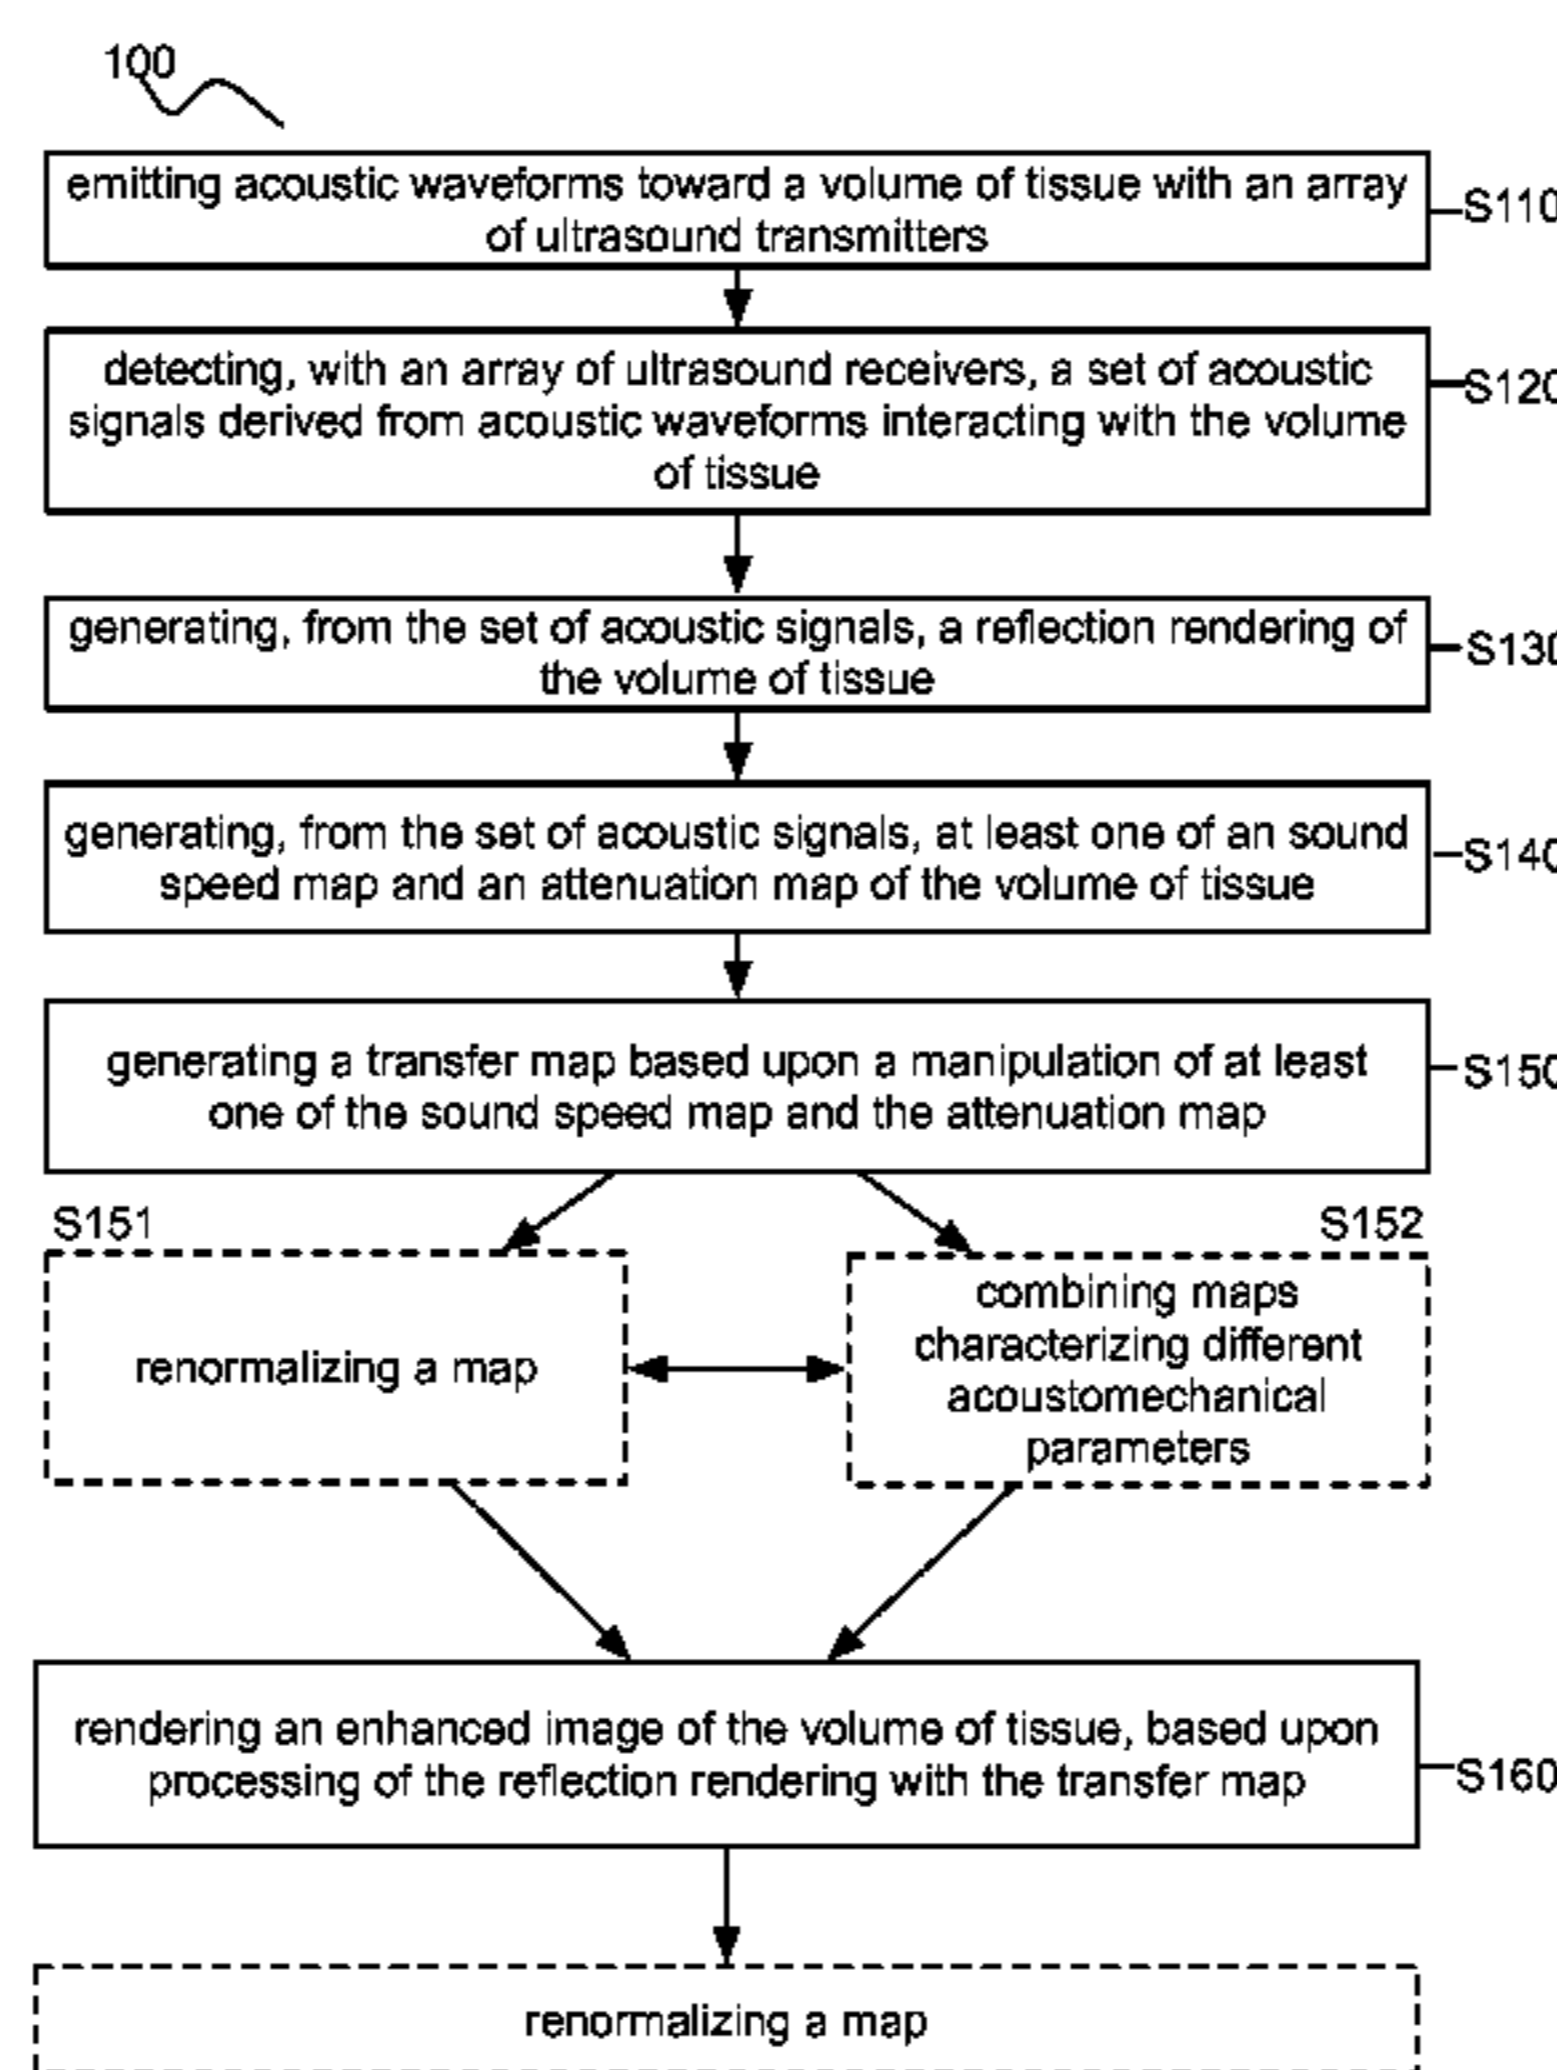 100
emitting acoustic waveforms toward a volume of tissue with an array
of ultrasound transmitters
S110
detecting, with an array of ultrasound receivers, a set of acoustic
signals derived from acoustic waveforms interacting with the volume
of tissue
S120
generating, from the set of acoustic signals, a reflection rendering of
the volume of tissue
S130
generating, from the set of acoustic signals, at least one of an sound
speed map and an attenuation map of the volume of tissue
S140
generating a transfer map based upon a manipulation of at least
one of the sound speed map and the attenuation map
S150
S151
S152
renormalizing a map
combining maps
characterizing different
acoustomechanical
parameters
rendering an enhanced image of the volume of tissue, based upon
processing of the reflection rendering with the transfer map
S160
renormalizing a map